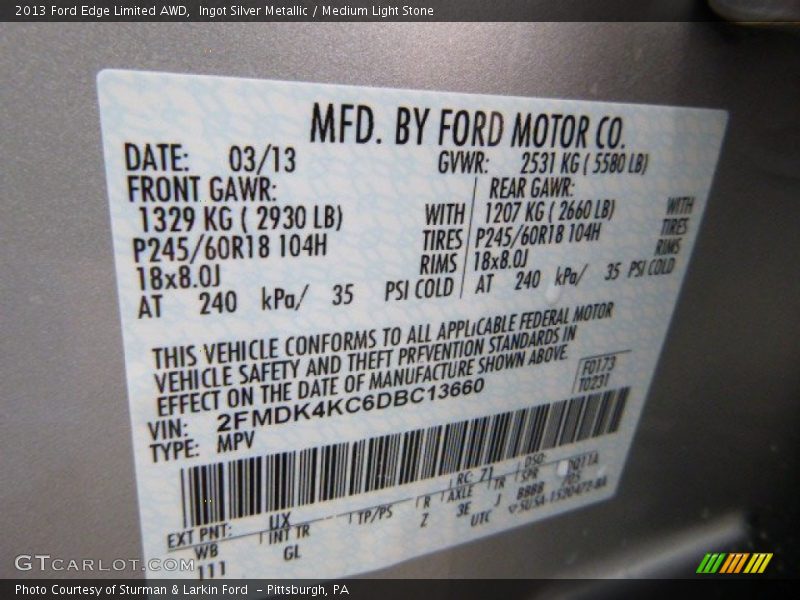 2013 Ford Edge Limited AWD,  Ingot Silver Metallic / Medium Light Stone
MFD. BY FORD MOTOR CO.
DATE: 03/13 GVWR: 2531 KG ( 5580 LB)
FRONT GAWR: REAR GAWR:
1329 KG ( 2930 LB) WITH 1207 KG ( 2660 LB) WITH
P245/60R18 104H TIRES P245/60R18 104H TIRES
18x8.0J RIMS 18x8.0J RIMS
AT 240 kPa/ 35 PSI COLD AT 240 kPa/ 35 PSI COLD
THIS VEHICLE CONFORMS TO ALL APPLICABLE FEDERAL MOTOR
VEHICLE SAFETY AND THEFT PREVENTION STANDARDS IN
EFFECT ON THE DATE OF MANUFACTURE SHOWN ABOVE.
F0173
T0231
VIN: 2FMDK4KC6DBC13660
TYPE: MPV
EXT PNT: UX RC: 71 DSO:
WB INT TR TP/PS R AXLE TR SPR
111 GL Z 3E J BBBB
UTC
GTCARLOT.COM
Photo Courtesy of Sturman & Larkin Ford  - Pittsburgh, PA